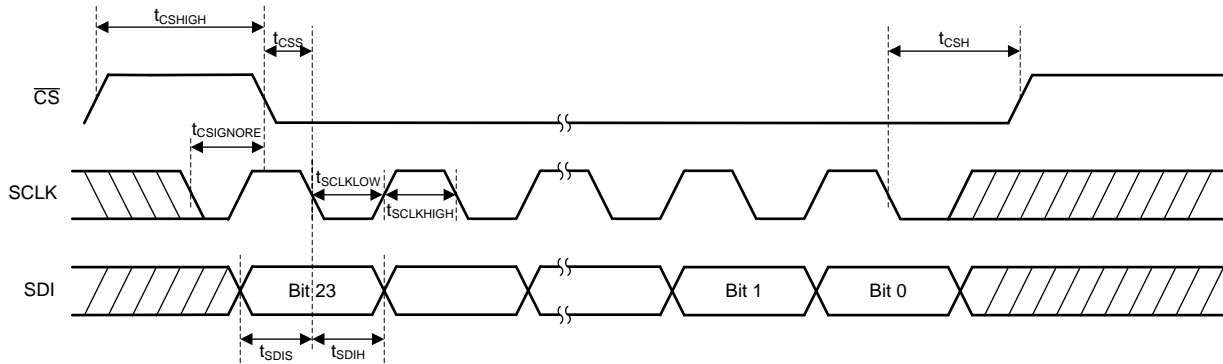 tCSHIGH
tCSS
tCSH
CS
tCSIGNORE
SCLK
tSCLKLOW
tSCLKHIGH
SDI
Bit 23
Bit 1
Bit 0
tSDIS
tSDIH